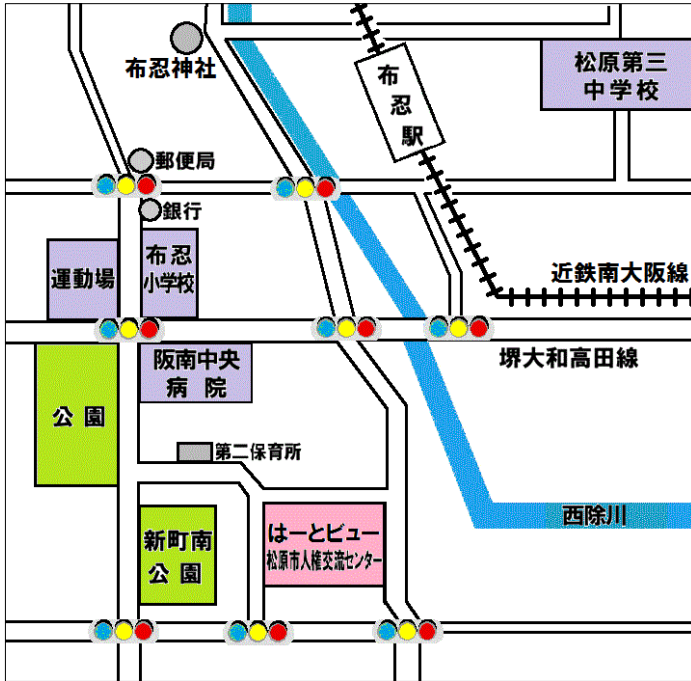 布忍神社
布忍駅
松原第三
中学校
郵便局
銀行
運動場
布忍
小学校
近鉄南大阪線
堺大和高田線
阪南中央
病院
公園
第二保育所
新町南
公園
はーとビュー
松原市人権交流センター
西除川